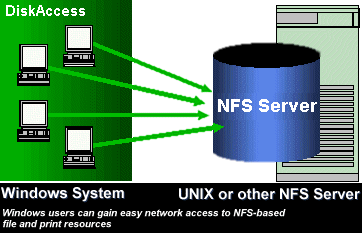 DiskAccess
NFS Server
Windows System
UNIX or other NFS Server
Windows users can gain easy network access to NFS-based
file and print resources